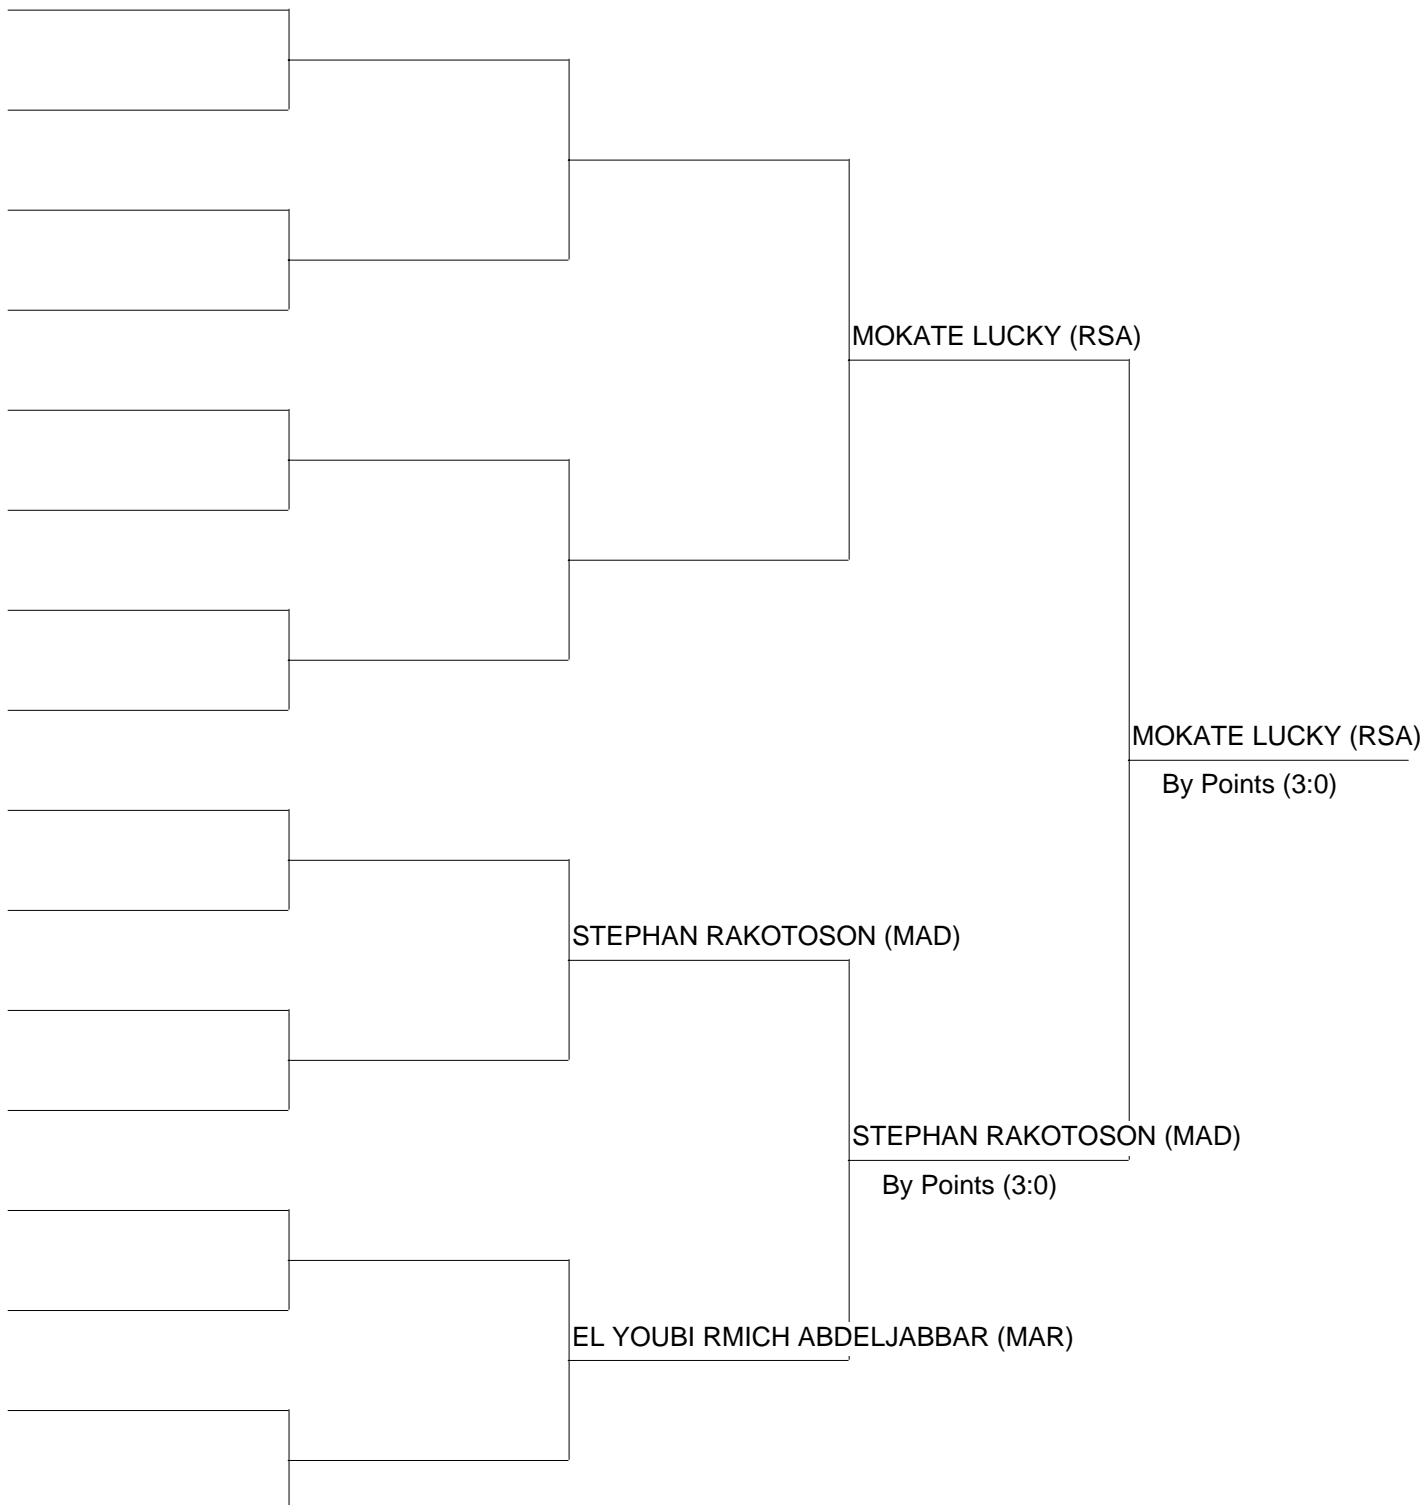 MOKATE LUCKY (RSA)
MOKATE LUCKY (RSA)
By Points (3:0)
STEPHAN RAKOTOSON (MAD)
STEPHAN RAKOTOSON (MAD)
By Points (3:0)
EL YOUBI RMICH ABDELJABBAR (MAR)